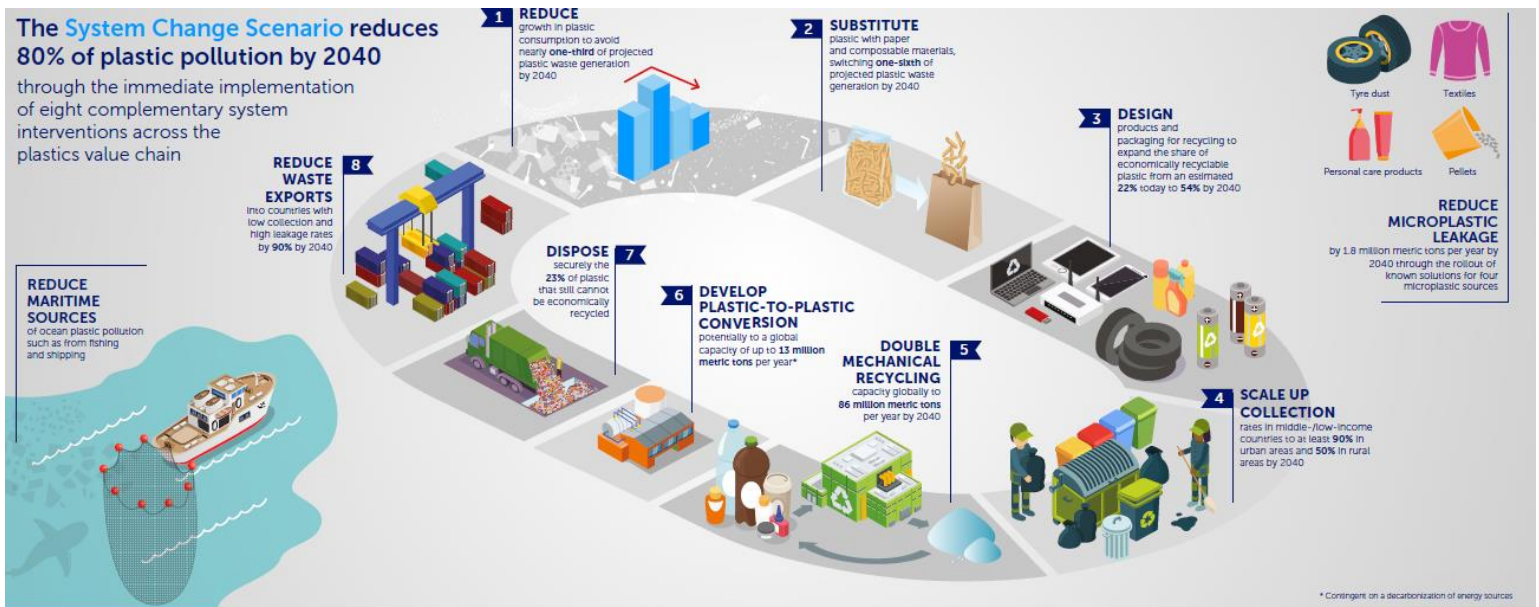 The System Change Scenario reduces
80% of plastic pollution by 2040
through the immediate implementation
of eight complementary system
interventions across the
plastics value chain
1
REDUCE
growth in plastic
consumption to avoid
nearly one-third of projected
plastic waste generation
by 2040
2
SUBSTITUTE
plastic with paper
and compostable materials,
switching one-sixth of
projected plastic waste
generation by 2040
3
DESIGN
products and
packaging for recycling to
expand the share of
economically recyclable
plastic from an estimated
22% today to 54% by 2040
4
SCALE UP
COLLECTION
rates in middle-/low-income
countries to at least 90% in
urban areas and 50% in rural
areas by 2040
5
DOUBLE
MECHANICAL
RECYCLING
capacity globally to
86 million metric tons
per year by 2040
6
DEVELOP
PLASTIC-TO-PLASTIC
CONVERSION
potentially to a global
capacity of up to 13 million
metric tons per year*
7
DISPOSE
securely the
23% of plastic
that still cannot
be economically
recycled
8
REDUCE
WASTE
EXPORTS
into countries with
low collection and
high leakage rates
by 90% by 2040
REDUCE
MARITIME
SOURCES
of ocean plastic pollution
such as from fishing
and shipping
Tyre dust
Textiles
Personal care products
Pellets
REDUCE
MICROPLASTIC
LEAKAGE
by 1.8 million metric tons per year by
2040 through the rollout of
known solutions for four
microplastic sources
* Contingent on a decarbonization of energy sources